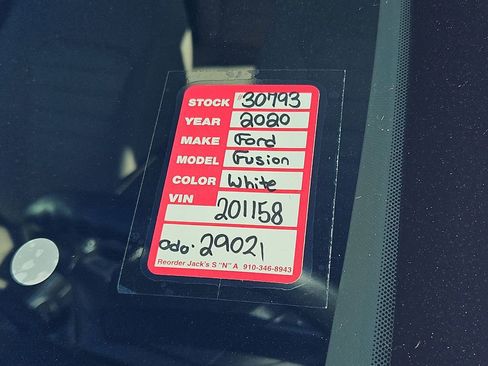 STOCK 30793
YEAR 2020
MAKE Ford
MODEL Fusion
COLOR White
VIN 201158
Odo. 29021
Reorder Jack's S "N" A 910-346-8943